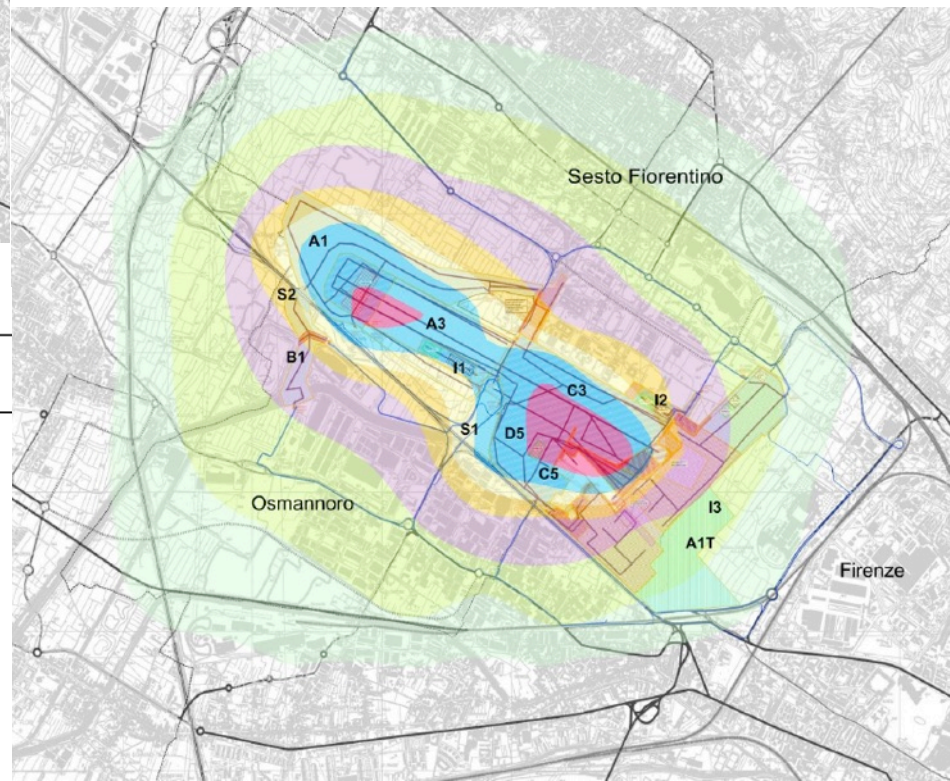 Sesto Fiorentino
A1
S2
A3
B1
I1
C3
I2
S1
D5
C5
Osmannoro
I3
A1T
Firenze